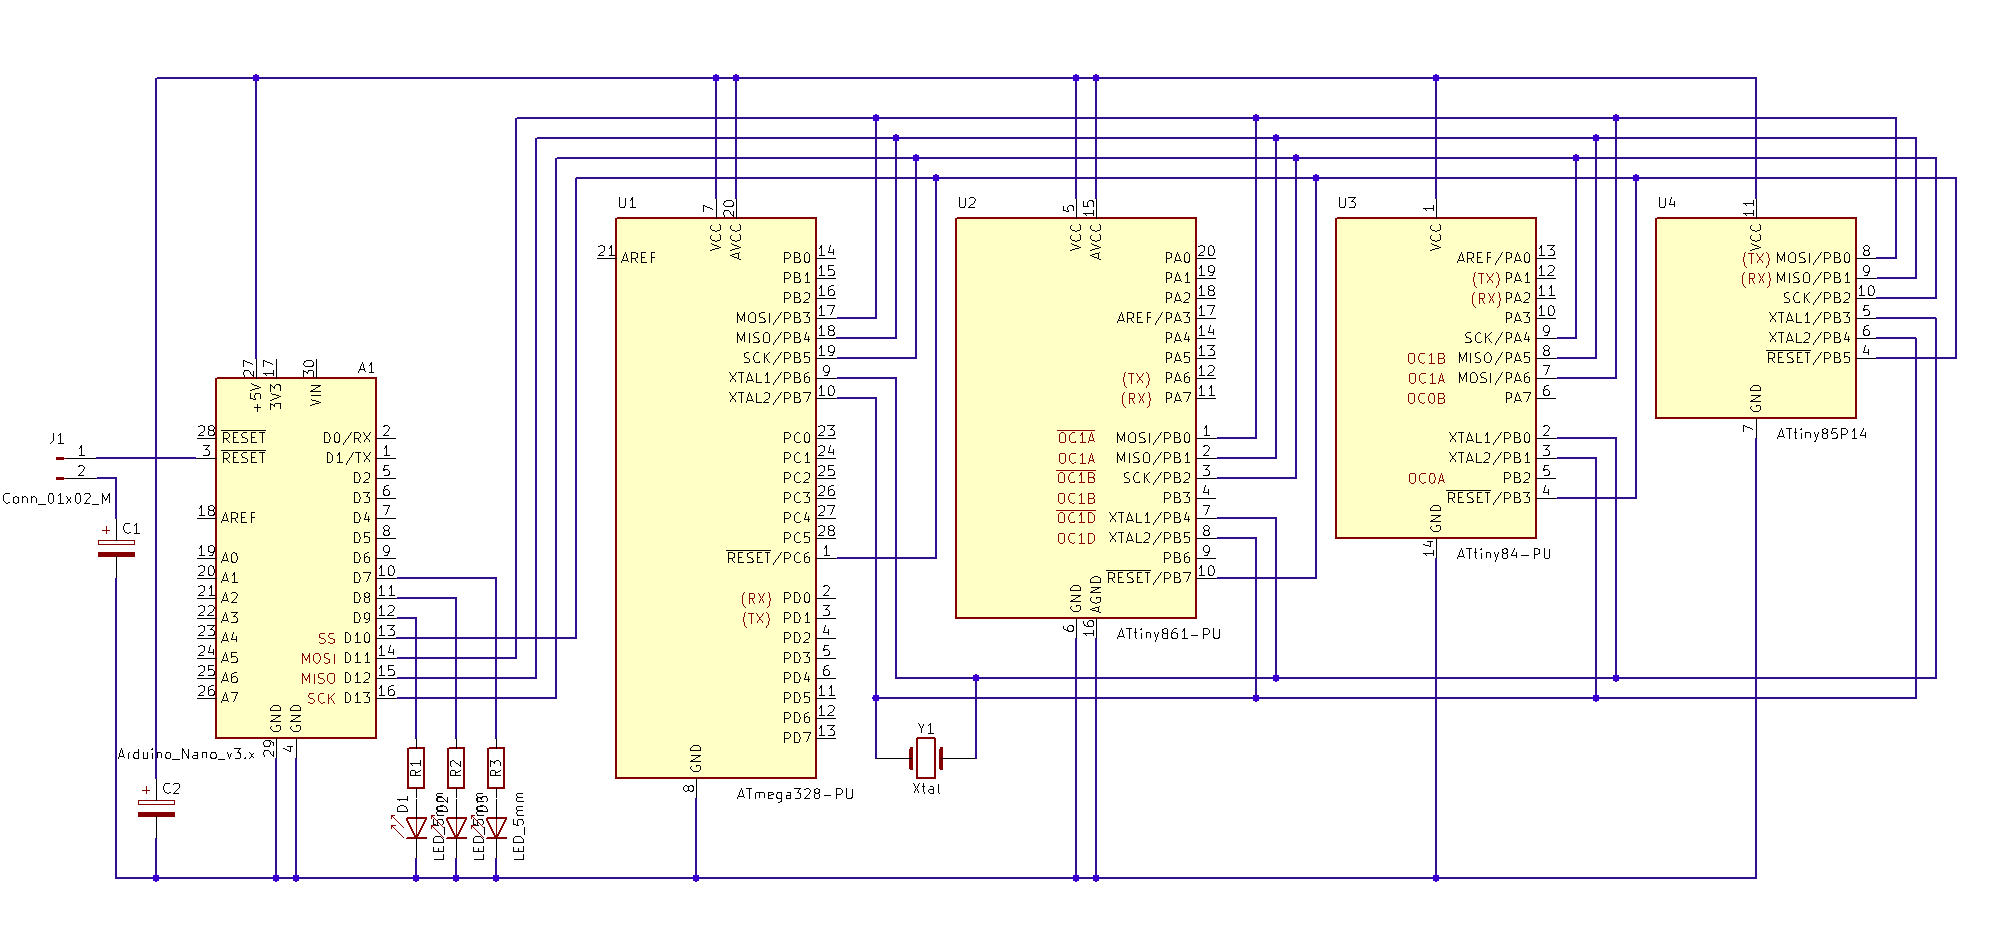 J1
1
2
Conn_01x02_M
+ C1
+ C2
A1
27 17 30
+5V 3V3 VIN
28 RESET D0/RX 2
3 RESET D1/TX 1
D2 5
D3 6
18 AREF D4 7
D5 8
19 A0 D6 9
20 A1 D7 10
21 A2 D8 11
22 A3 D9 12
23 A4 SS D10 13
24 A5 MOSI D11 14
25 A6 MISO D12 15
26 A7 SCK D13 16
GND GND
29 4
Arduino_Nano_v3.x
R1 R2 R3
D1 D2 D3
LED_5mm LED_5mm LED_5mm
U1
7 20
VCC AVCC
21 AREF PB0 14
PB1 15
PB2 16
MOSI/PB3 17
MISO/PB4 18
SCK/PB5 19
XTAL1/PB6 9
XTAL2/PB7 10
PC0 23
PC1 24
PC2 25
PC3 26
PC4 27
PC5 28
RESET/PC6 1
(RX) PD0 2
(TX) PD1 3
PD2 4
PD3 5
PD4 6
PD5 11
PD6 12
PD7 13
GND
8
ATmega328-PU
Y1
Xtal
U2
5 15
VCC AVCC
PA0 20
PA1 19
PA2 18
AREF/PA3 17
PA4 14
PA5 13
(TX) PA6 12
(RX) PA7 11
OC1A MOSI/PB0 1
OC1A MISO/PB1 2
OC1B SCK/PB2 3
OC1B PB3 4
OC1D XTAL1/PB4 7
OC1D XTAL2/PB5 8
PB6 9
RESET/PB7 10
GND AGND
6 16
ATtiny861-PU
U3
1
VCC
AREF/PA0 13
(TX) PA1 12
(RX) PA2 11
PA3 10
SCK/PA4 9
OC1B MISO/PA5 8
OC1A MOSI/PA6 7
OC0B PA7 6
XTAL1/PB0 2
XTAL2/PB1 3
OC0A PB2 5
RESET/PB3 4
GND
14
ATtiny84-PU
U4
11
VCC
(TX) MOSI/PB0 8
(RX) MISO/PB1 9
SCK/PB2 10
XTAL1/PB3 5
XTAL2/PB4 6
RESET/PB5 4
GND
7
ATtiny85P14